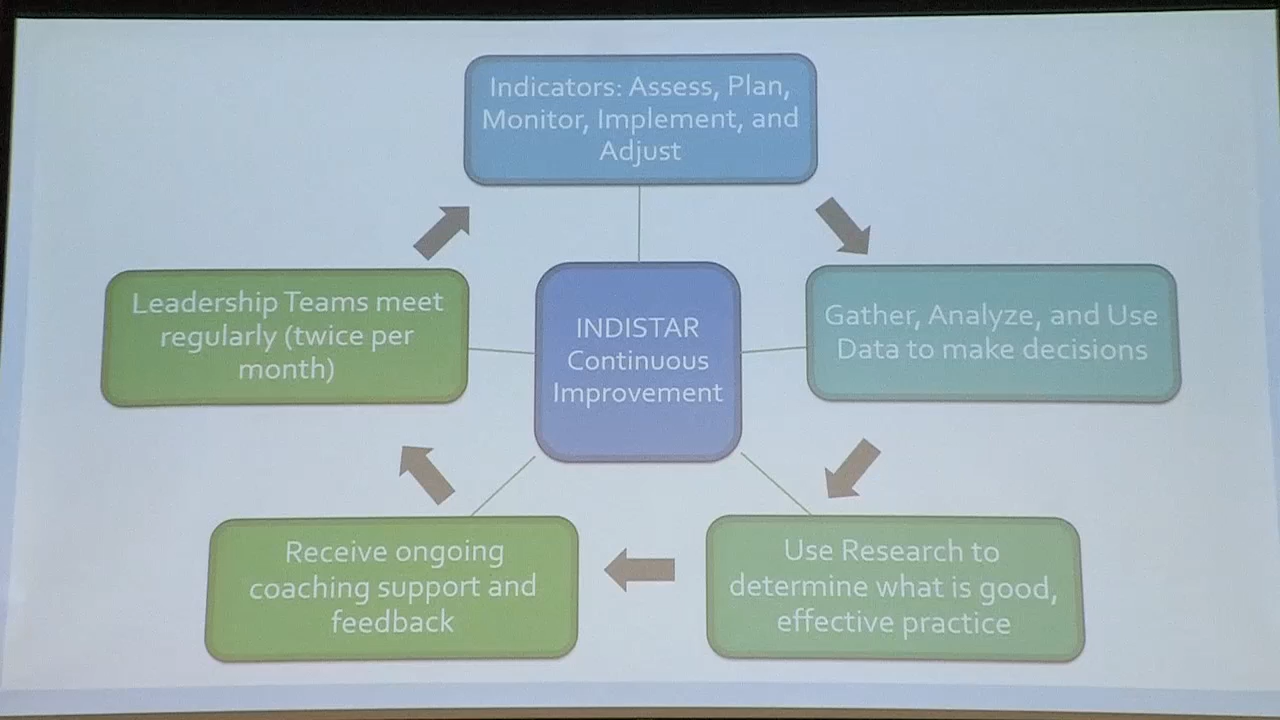 Indicators: Assess, Plan,
Monitor, Implement, and
Adjust
Leadership Teams meet
regularly (twice per
month)
INDISTAR
Continuous
Improvement
Gather, Analyze, and Use
Data to make decisions
Receive ongoing
coaching support and
feedback
Use Research to
determine what is good,
effective practice